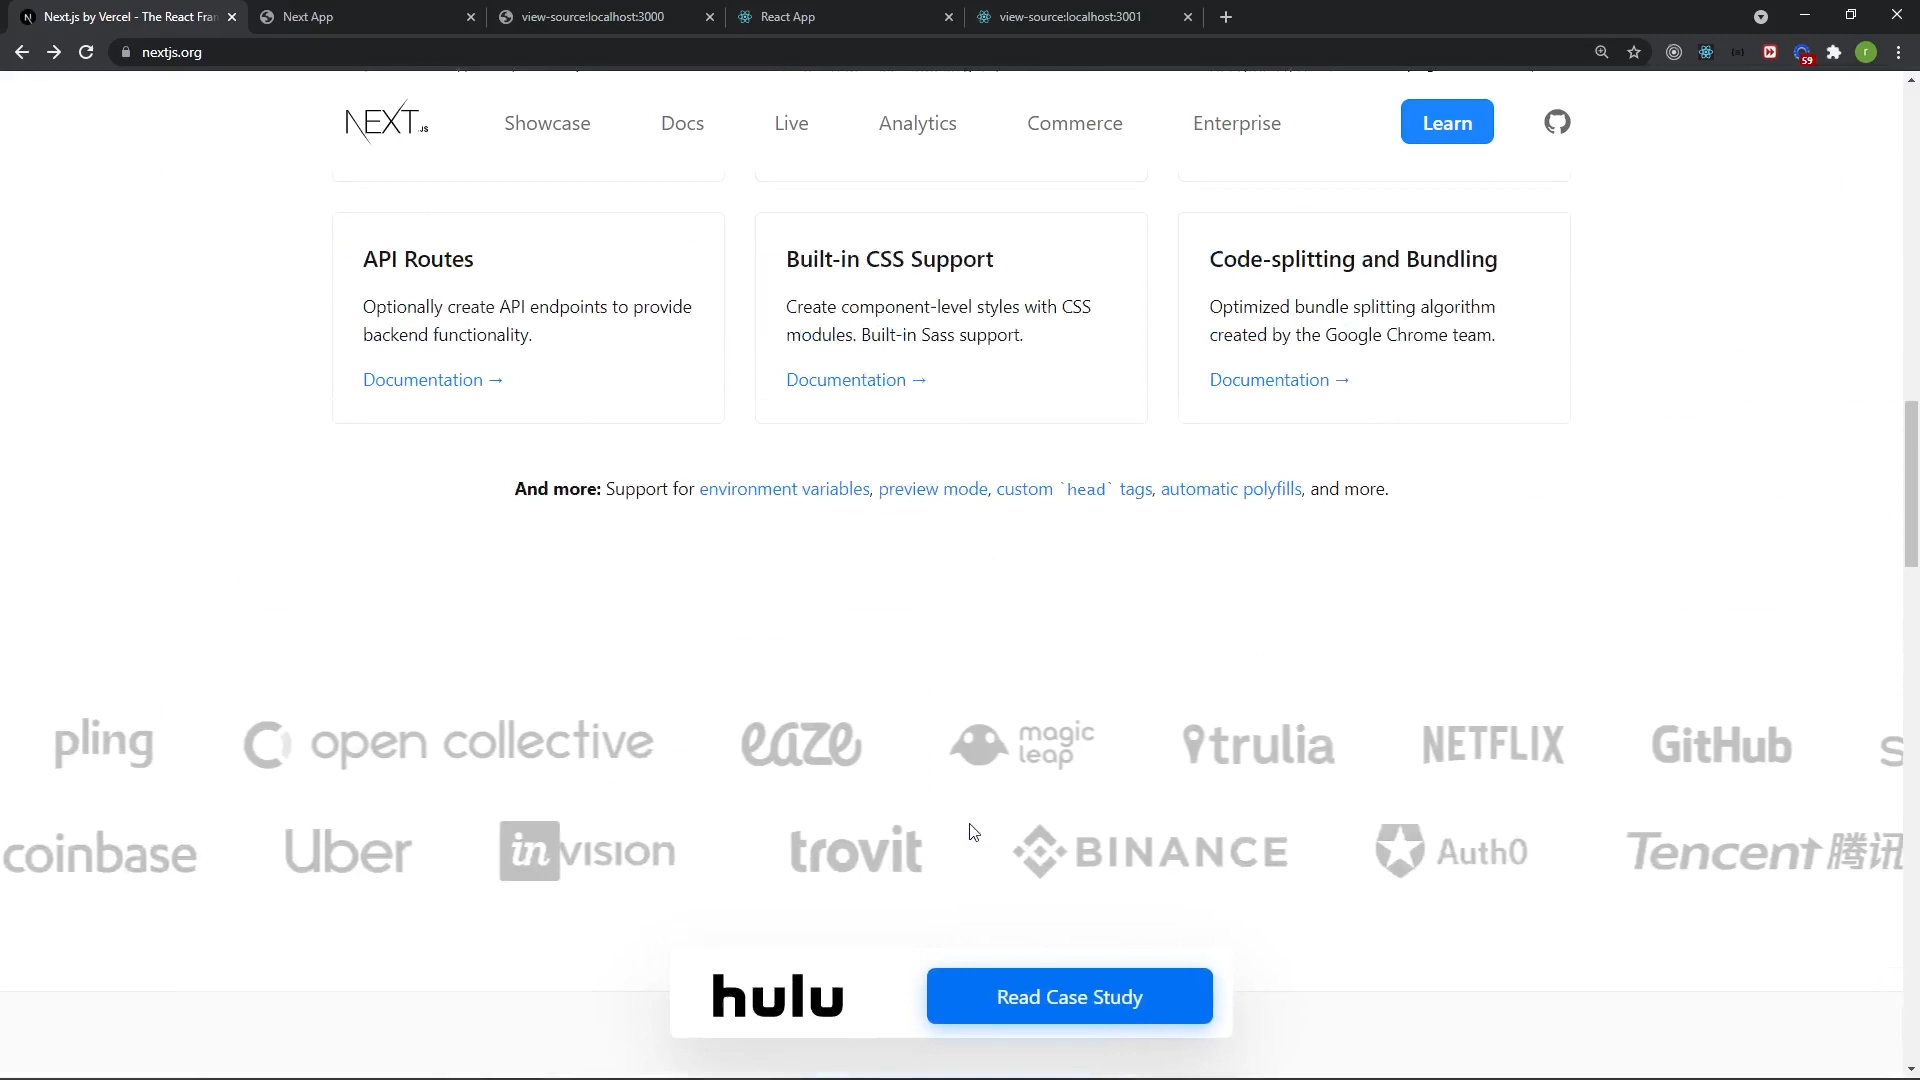 Next.js by Vercel - The React Fran
Next App
view-source:localhost:3000
React App
view-source:localhost:3001
nextjs.org
59
r
NEXT.JS
Showcase
Docs
Live
Analytics
Commerce
Enterprise
Learn
API Routes
Optionally create API endpoints to provide
backend functionality.
Documentation →
Built-in CSS Support
Create component-level styles with CSS
modules. Built-in Sass support.
Documentation →
Code-splitting and Bundling
Optimized bundle splitting algorithm
created by the Google Chrome team.
Documentation →
And more: Support for environment variables, preview mode, custom `head` tags, automatic polyfills, and more.
pling
open collective
eaze
magic
leap
trulia
NETFLIX
GitHub
coinbase
Uber
invision
trovit
BINANCE
Auth0
Tencent 腾讯
hulu
Read Case Study